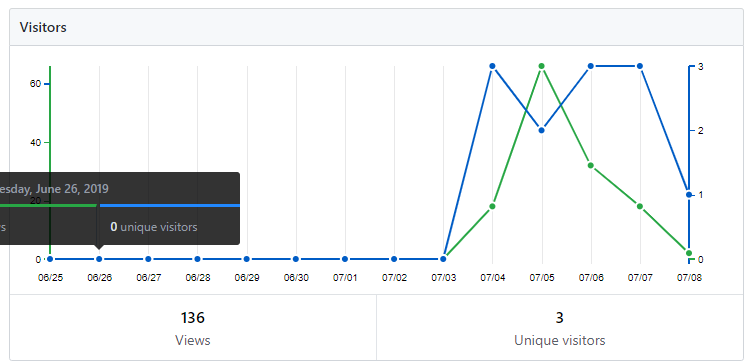 Visitors
60
40
20
0
3
2
1
0
esday, June 26, 2019
s
0 unique visitors
06/25 06/26 06/27 06/28 06/29 06/30 07/01 07/02 07/03 07/04 07/05 07/06 07/07 07/08
136
Views
3
Unique visitors